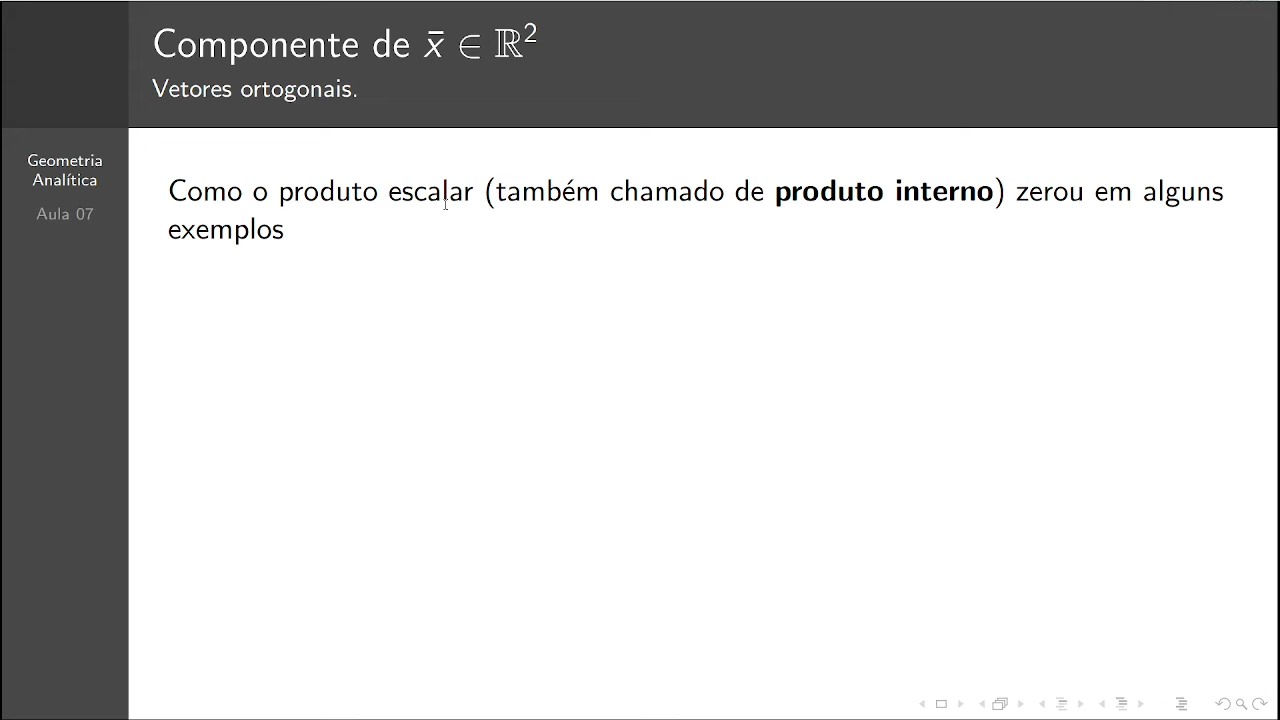 Componente de x̄ ∈ ℝ²
Vetores ortogonais.
Geometria
Analítica
Aula 07
Como o produto escalar (também chamado de produto interno) zerou em alguns
exemplos